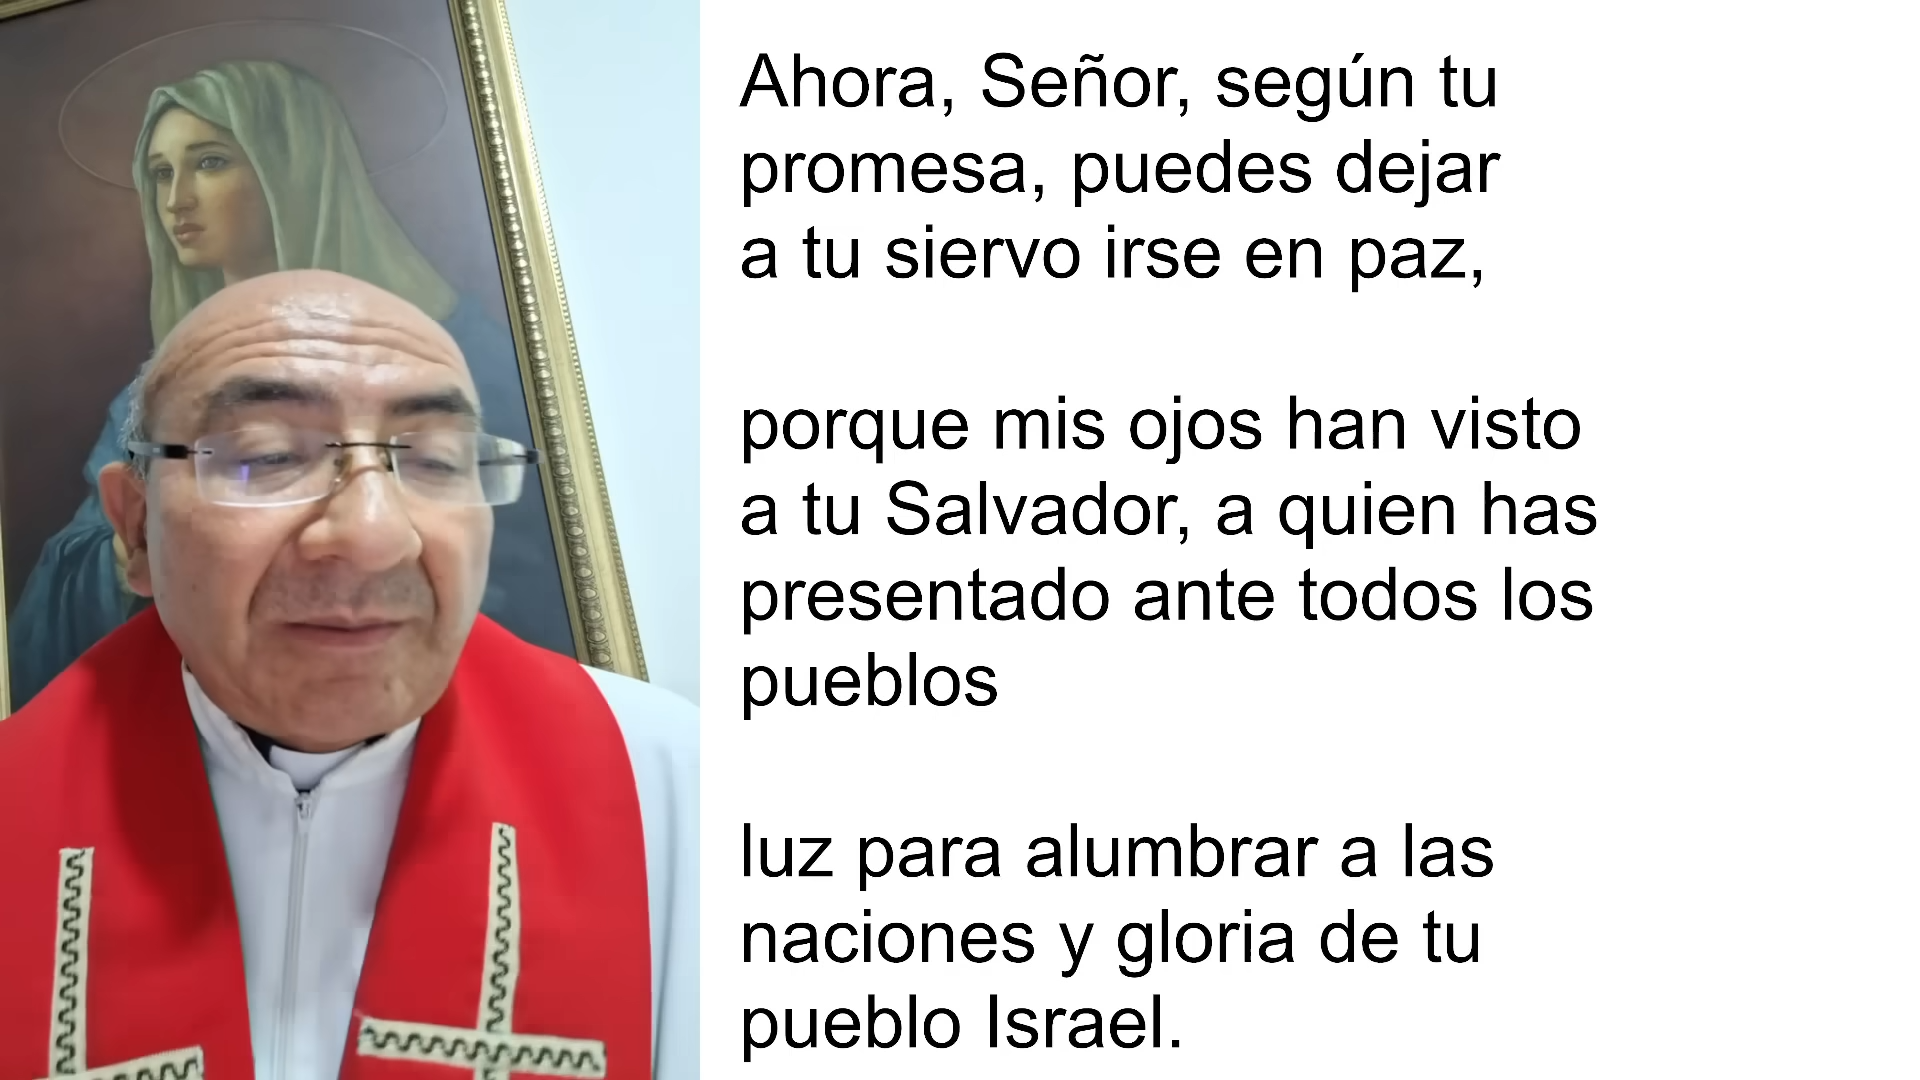 Ahora, Señor, según tu
promesa, puedes dejar
a tu siervo irse en paz,
porque mis ojos han visto
a tu Salvador, a quien has
presentado ante todos los
pueblos
luz para alumbrar a las
naciones y gloria de tu
pueblo Israel.